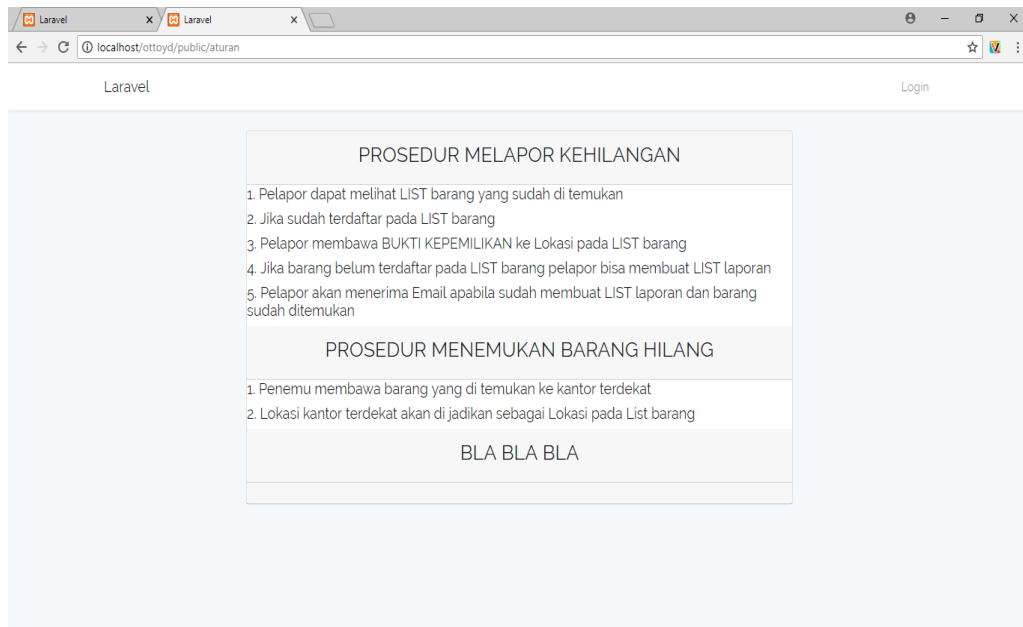 Laravel
Laravel
localhost/ottoyd/public/aturan
Laravel
Login
PROSEDUR MELAPOR KEHILANGAN
1. Pelapor dapat melihat LIST barang yang sudah di temukan
2. Jika sudah terdaftar pada LIST barang
3. Pelapor membawa BUKTI KEPEMILIKAN ke Lokasi pada LIST barang
4. Jika barang belum terdaftar pada LIST barang pelapor bisa membuat LIST laporan
5. Pelapor akan menerima Email apabila sudah membuat LIST laporan dan barang
sudah ditemukan
PROSEDUR MENEMUKAN BARANG HILANG
1. Penemu membawa barang yang di temukan ke kantor terdekat
2. Lokasi kantor terdekat akan di jadikan sebagai Lokasi pada List barang
BLA BLA BLA